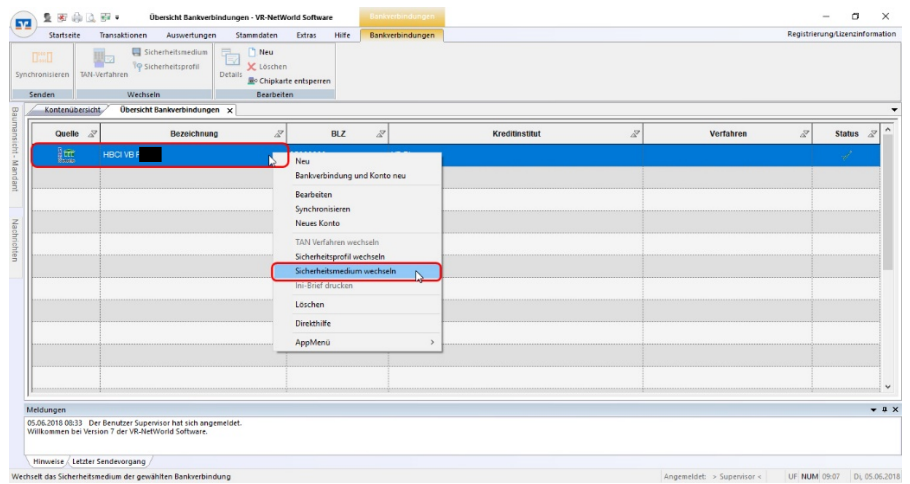 Übersicht Bankverbindungen - VR-NetWorld Software
Bankverbindungen
Startseite Transaktionen Auswertungen Stammdaten Extras Hilfe Bankverbindungen Registrierung/Lizenzinformation
Synchronisieren
TAN-Verfahren
Sicherheitsmedium
Sicherheitsprofil
Details
Neu
Löschen
Chipkarte entsperren
Senden Wechseln Bearbeiten
Kontenübersicht Übersicht Bankverbindungen x
Baumansicht - Mandant
Nachrichten
Quelle Bezeichnung BLZ Kreditinstitut Verfahren Status
HBCI VB
Neu
Bankverbindung und Konto neu
Bearbeiten
Synchronisieren
Neues Konto
TAN Verfahren wechseln
Sicherheitsprofil wechseln
Sicherheitsmedium wechseln
Ini-Brief drucken
Löschen
Direkthilfe
AppMenü
Meldungen
05.06.2018 08:33 Der Benutzer Supervisor hat sich angemeldet.
Willkommen bei Version 7 der VR-NetWorld Software.
Hinweise Letzter Sendevorgang
Wechselt das Sicherheitsmedium der gewählten Bankverbindung Angemeldet: > Supervisor < UF NUM 09:07 Di, 05.06.2018